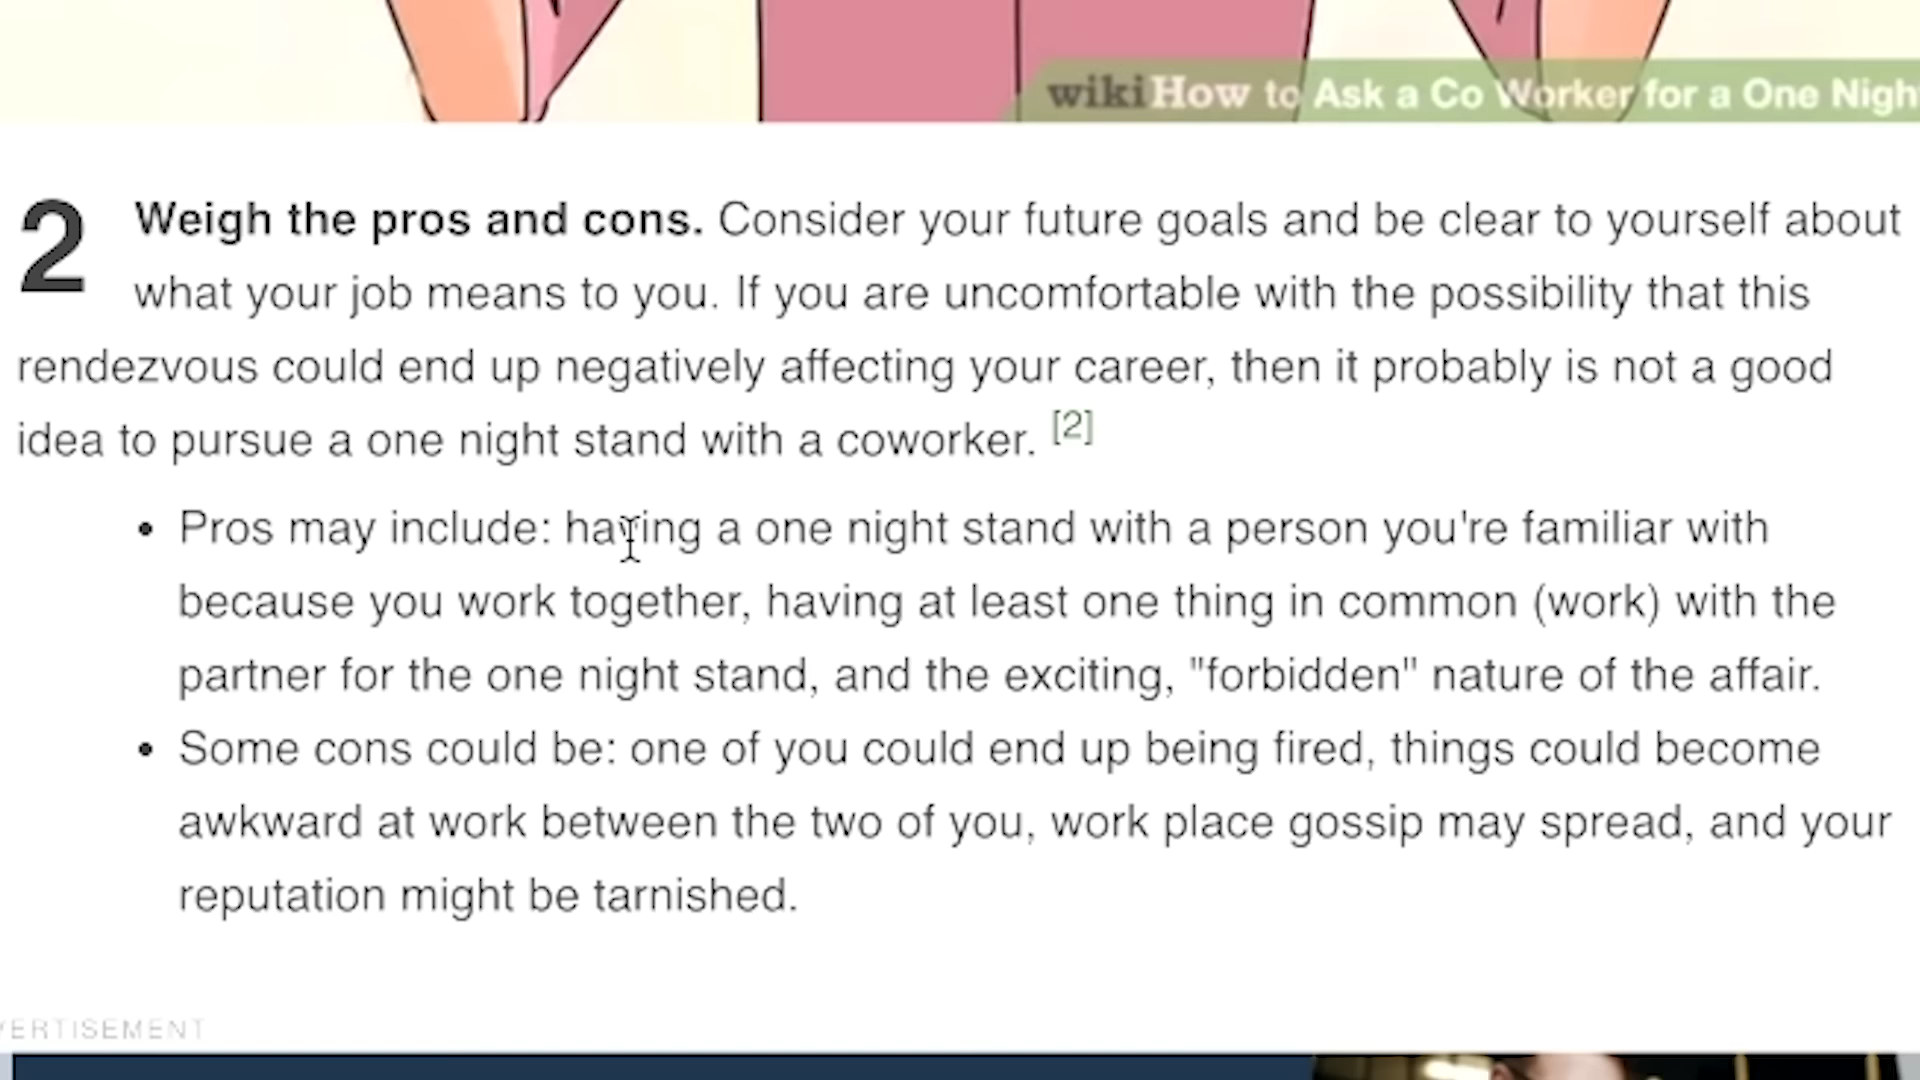 wikiHow to Ask a Co Worker for a One Nigh
2 Weigh the pros and cons. Consider your future goals and be clear to yourself about
what your job means to you. If you are uncomfortable with the possibility that this
rendezvous could end up negatively affecting your career, then it probably is not a good
idea to pursue a one night stand with a coworker. [2]
• Pros may include: having a one night stand with a person you're familiar with
because you work together, having at least one thing in common (work) with the
partner for the one night stand, and the exciting, "forbidden" nature of the affair.
• Some cons could be: one of you could end up being fired, things could become
awkward at work between the two of you, work place gossip may spread, and your
reputation might be tarnished.
VERTISEMENT